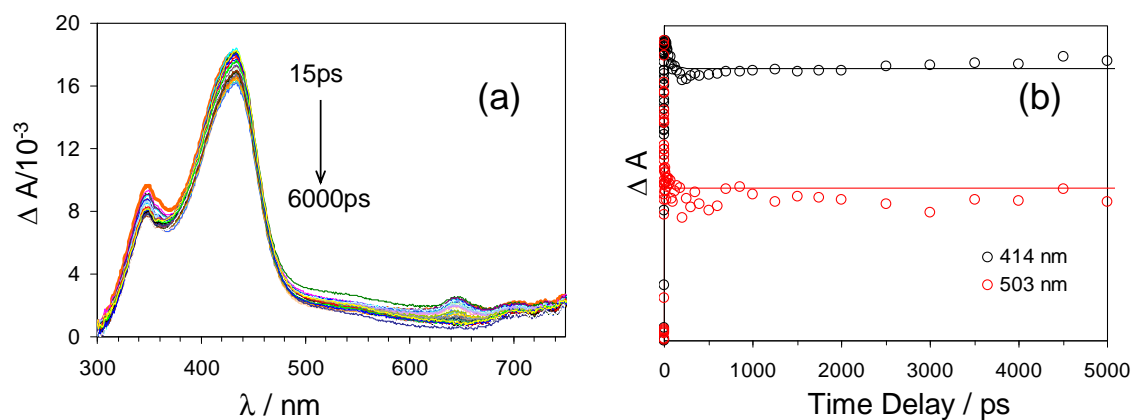 20
16
12
8
4
0
Δ A/10⁻³
15ps
6000ps
(a)
300 400 500 600 700
λ / nm
Δ A
(b)
414 nm
503 nm
0 1000 2000 3000 4000 5000
Time Delay / ps